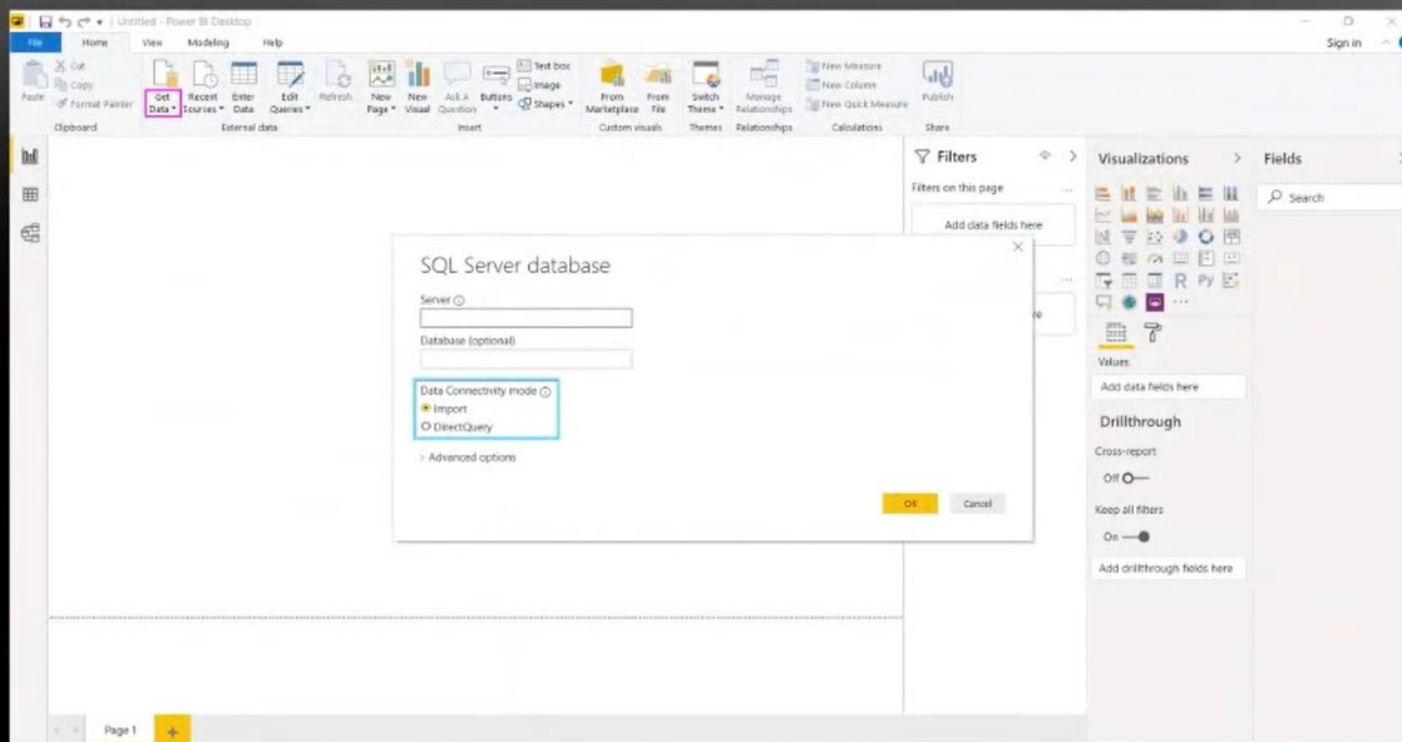 Untitled - Power BI Desktop
File Home View Modeling Help
Sign in
Paste
Cut
Copy
Format Painter
Clipboard
Get Data
Recent Sources
Enter Data
Edit Queries
Refresh
External data
New Page
New Visual
Ask A Question
Buttons
Text box
Image
Shapes
Insert
From Marketplace
From File
Custom visuals
Switch Theme
Themes
Manage Relationships
Relationships
New Measure
New Column
New Quick Measure
Calculations
Publish
Share
Filters
Filters on this page
...
Add data fields here
...
re
SQL Server database
Server
Database (optional)
Data Connectivity mode
Import
DirectQuery
Advanced options
OK
Cancel
Visualizations
R Py
...
Values
Add data fields here
Drillthrough
Cross-report
Off
Keep all filters
On
Add drillthrough fields here
Fields
Search
Page 1